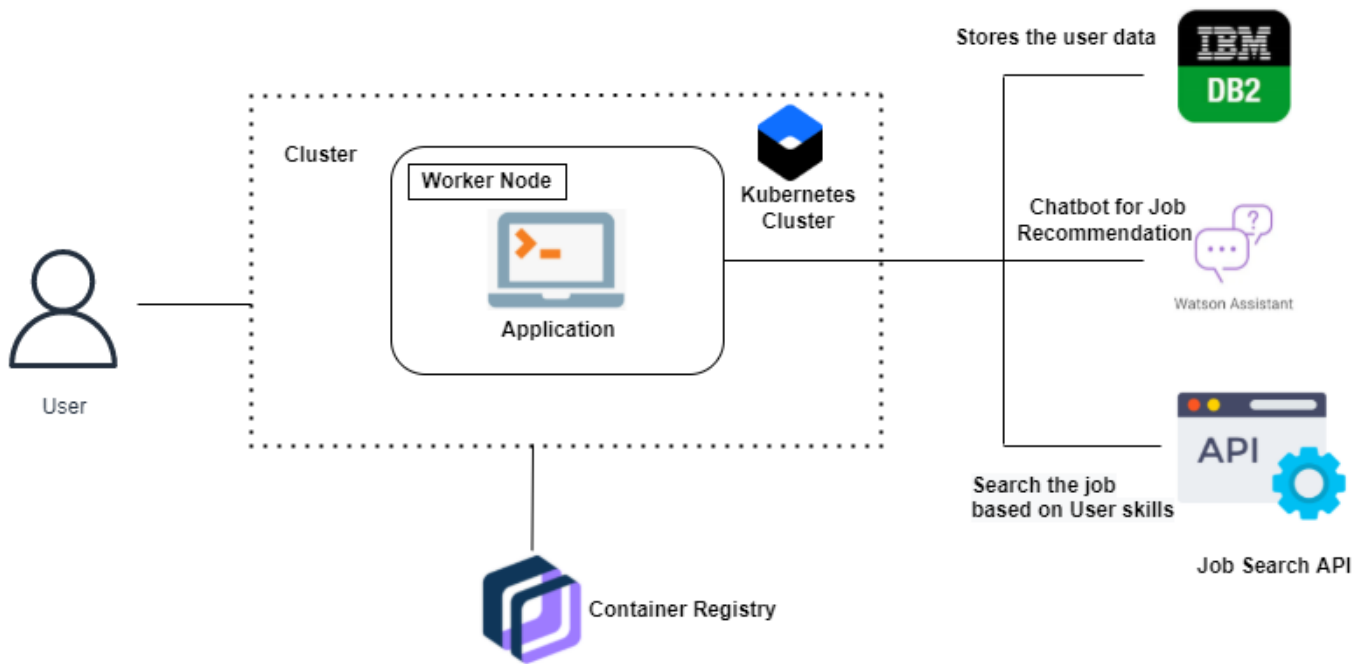 Stores the user data
IBM
DB2
Cluster
Worker Node
Kubernetes
Cluster
Application
Chatbot for Job
Recommendation
?
Watson Assistant
User
API
Search the job
based on User skills
Job Search API
Container Registry